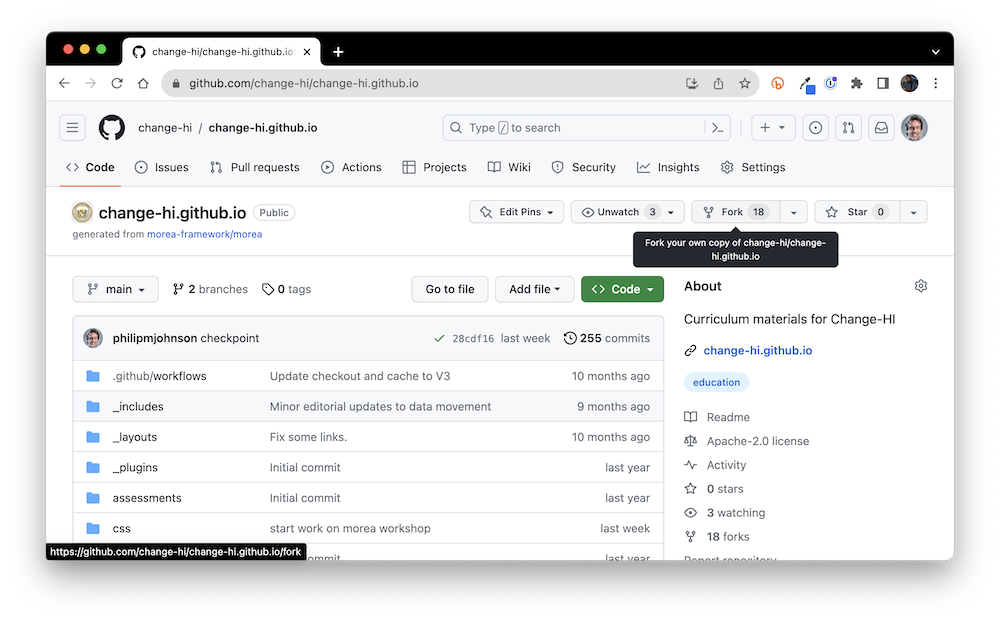 change-hi/change-hi.github.io
github.com/change-hi/change-hi.github.io
change-hi / change-hi.github.io
Type / to search
Code Issues Pull requests Actions Projects Wiki Security Insights Settings
change-hi.github.io Public
Edit Pins Unwatch 3 Fork 18 Star 0
generated from morea-framework/morea
Fork your own copy of change-hi/change-
hi.github.io
main 2 branches 0 tags Go to file Add file Code
About
Curriculum materials for Change-HI
change-hi.github.io
education
Readme
Apache-2.0 license
Activity
0 stars
3 watching
18 forks
Report repository
philipmjohnson checkpoint 28cdf16 last week 255 commits
.github/workflows Update checkout and cache to V3 10 months ago
_includes Minor editorial updates to data movement 9 months ago
_layouts Fix some links. 10 months ago
_plugins Initial commit last year
assessments Initial commit last year
css start work on morea workshop last week
https://github.com/change-hi/change-hi.github.io/fork
last year